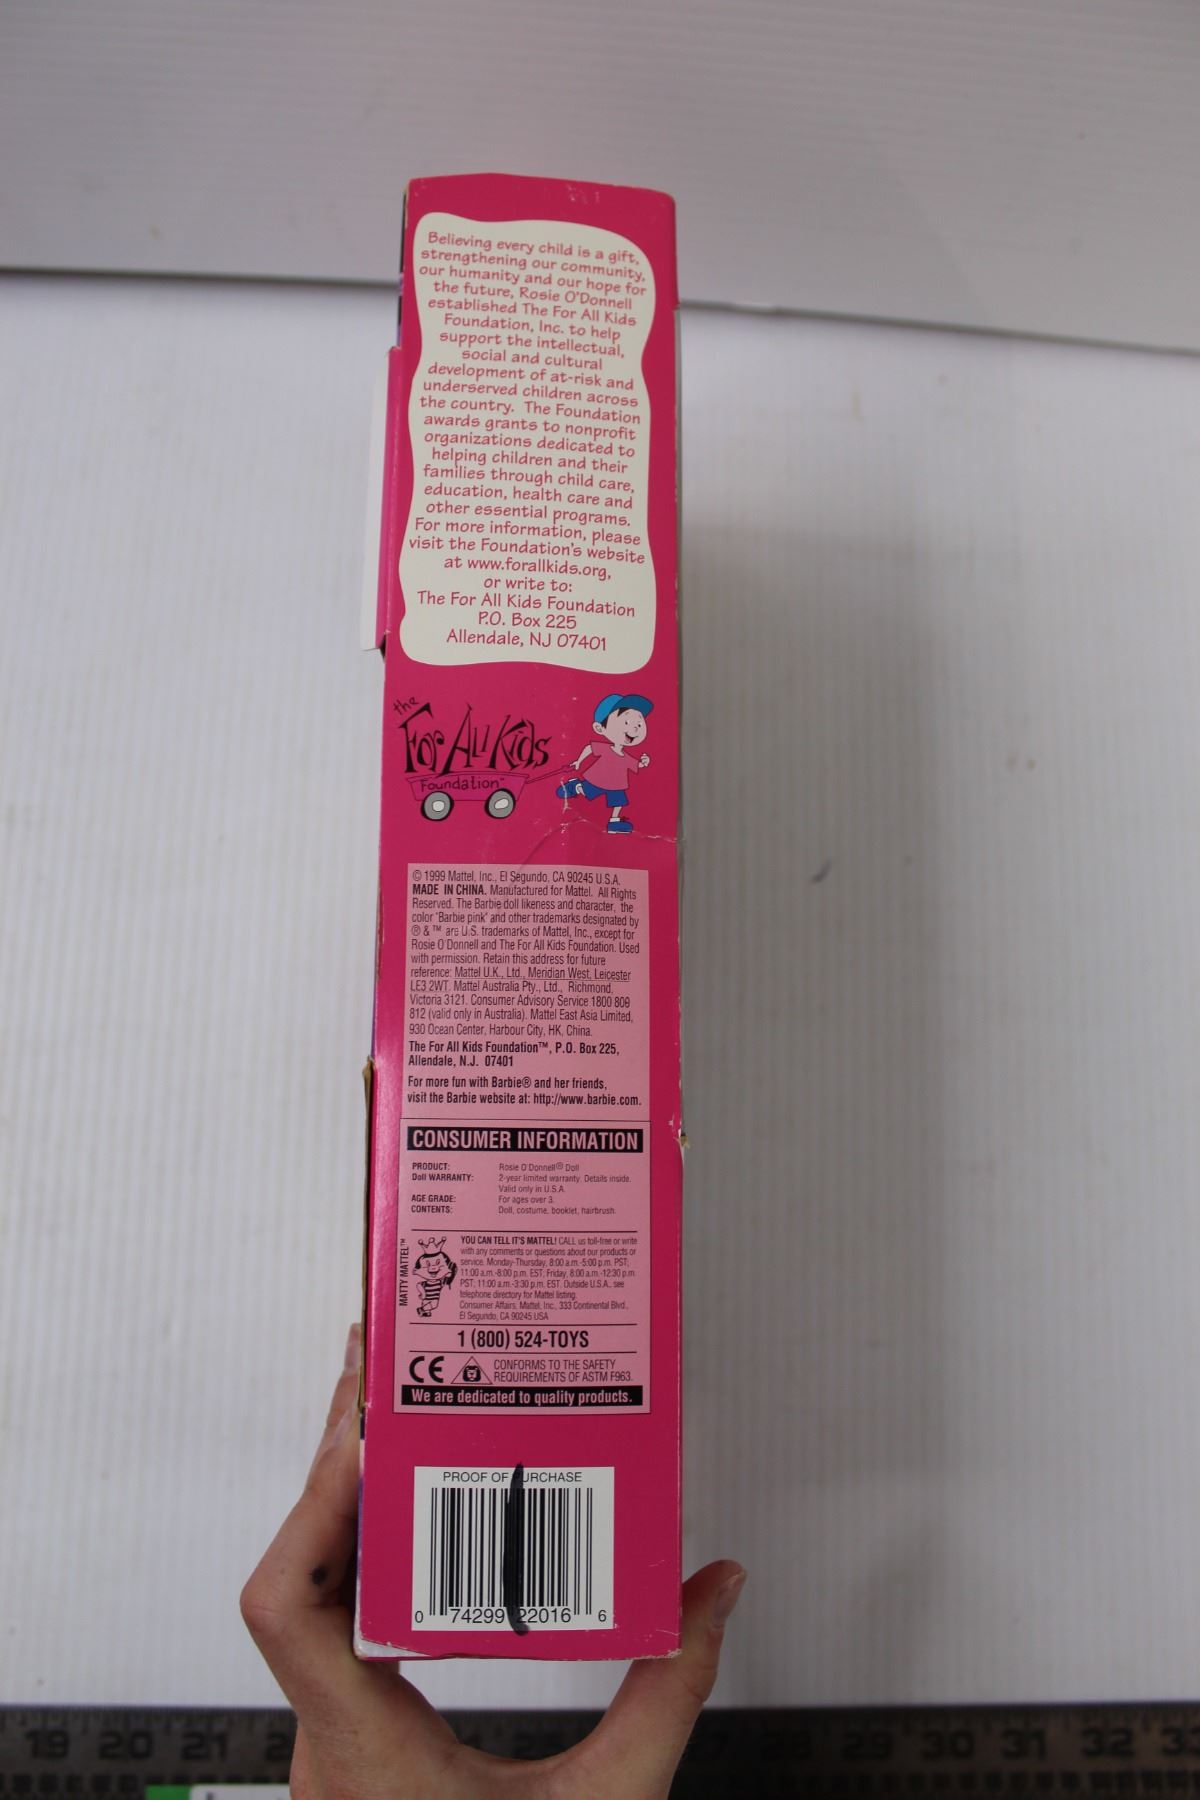 Believing every child is a gift,
strengthening our community,
our humanity and our hope for
the future, Rosie O'Donnell
established The For All Kids
Foundation, Inc. to help
support the intellectual,
social and cultural
development of at-risk and
underserved children across
the country. The Foundation
awards grants to nonprofit
organizations dedicated to
helping children and their
families through child care,
education, health care and
other essential programs.
For more information, please
visit the Foundation's website
at www.forallkids.org,
or write to:
The For All Kids Foundation
P.O. Box 225
Allendale, NJ 07401
the
For All Kids
Foundation™
© 1999 Mattel, Inc., El Segundo, CA 90245 U.S.A.
MADE IN CHINA. Manufactured for Mattel. All Rights
Reserved. The Barbie doll likeness and character, the
color "Barbie pink" and other trademarks designated by
® & ™ are U.S. trademarks of Mattel, Inc., except for
Rosie O'Donnell and The For All Kids Foundation. Used
with permission. Retain this address for future
reference: Mattel U.K., Ltd., Meridian West, Leicester
LE3 2WT. Mattel Australia Pty., Ltd., Richmond,
Victoria 3121. Consumer Advisory Service 1800 809
812 (valid only in Australia). Mattel East Asia Limited,
930 Ocean Center, Harbour City, HK, China.
The For All Kids Foundation™, P.O. Box 225,
Allendale, N.J. 07401
For more fun with Barbie® and her friends,
visit the Barbie website at: http://www.barbie.com.
CONSUMER INFORMATION
PRODUCT: Rosie O'Donnell® Doll
Doll WARRANTY: 2-year limited warranty. Details inside.
Valid only in U.S.A.
AGE GRADE: For ages over 3.
CONTENTS: Doll, costume, booklet, hairbrush.
MATTY MATTEL™
YOU CAN TELL IT'S MATTEL! CALL us toll-free or write
with any comments or questions about our products or
service. Monday-Thursday, 8:00 a.m.-5:00 p.m. PST;
11:00 a.m.-8:00 p.m. EST; Friday, 8:00 a.m.-12:30 p.m.
PST; 11:00 a.m.-3:30 p.m. EST. Outside U.S.A., see
telephone directory for Mattel listing.
Consumer Affairs, Mattel, Inc., 333 Continental Blvd.,
El Segundo, CA 90245 USA
1 (800) 524-TOYS
CE
CONFORMS TO THE SAFETY
REQUIREMENTS OF ASTM F963.
We are dedicated to quality products.
PROOF OF PURCHASE
0 74299 22016 6
19 20 21 28 29 30 31 32